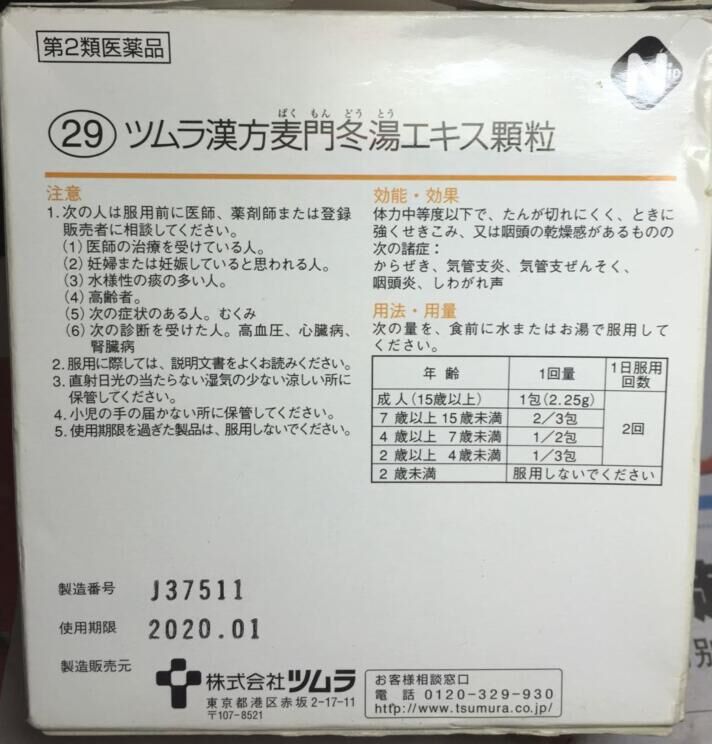 第2類医薬品
N
ばく もん どう とう
29 ツムラ漢方麦門冬湯エキス顆粒
注意
1.次の人は服用前に医師、薬剤師または登録
販売者に相談してください。
(1)医師の治療を受けている人。
(2)妊婦または妊娠していると思われる人。
(3)水様性の痰の多い人。
(4)高齢者。
(5)次の症状のある人。むくみ
(6)次の診断を受けた人。高血圧、心臓病、
腎臓病
2.服用に際しては、説明文書をよくお読みください。
3.直射日光の当たらない湿気の少ない涼しい所に
保管してください。
4.小児の手の届かない所に保管してください。
5.使用期限を過ぎた製品は、服用しないでください。
効能・効果
体力中等度以下で、たんが切れにくく、ときに
強くせきこみ、又は咽頭の乾燥感があるものの
次の諸症:
からぜき、気管支炎、気管支ぜんそく、
咽頭炎、しわがれ声
用法・用量
次の量を、食前に水またはお湯で服用して
ください。
年齢 1回量 1日服用回数
成人(15歳以上) 1包(2.25g) 2回
7歳以上15歳未満 2/3包
4歳以上 7歳未満 1/2包
2歳以上 4歳未満 1/3包
2歳未満 服用しないでください
製造番号 J37511
使用期限 2020.01
製造販売元 株式会社ツムラ
東京都港区赤坂2-17-11
〒107-8521
お客様相談窓口
電話 0120-329-930
http://www.tsumura.co.jp/